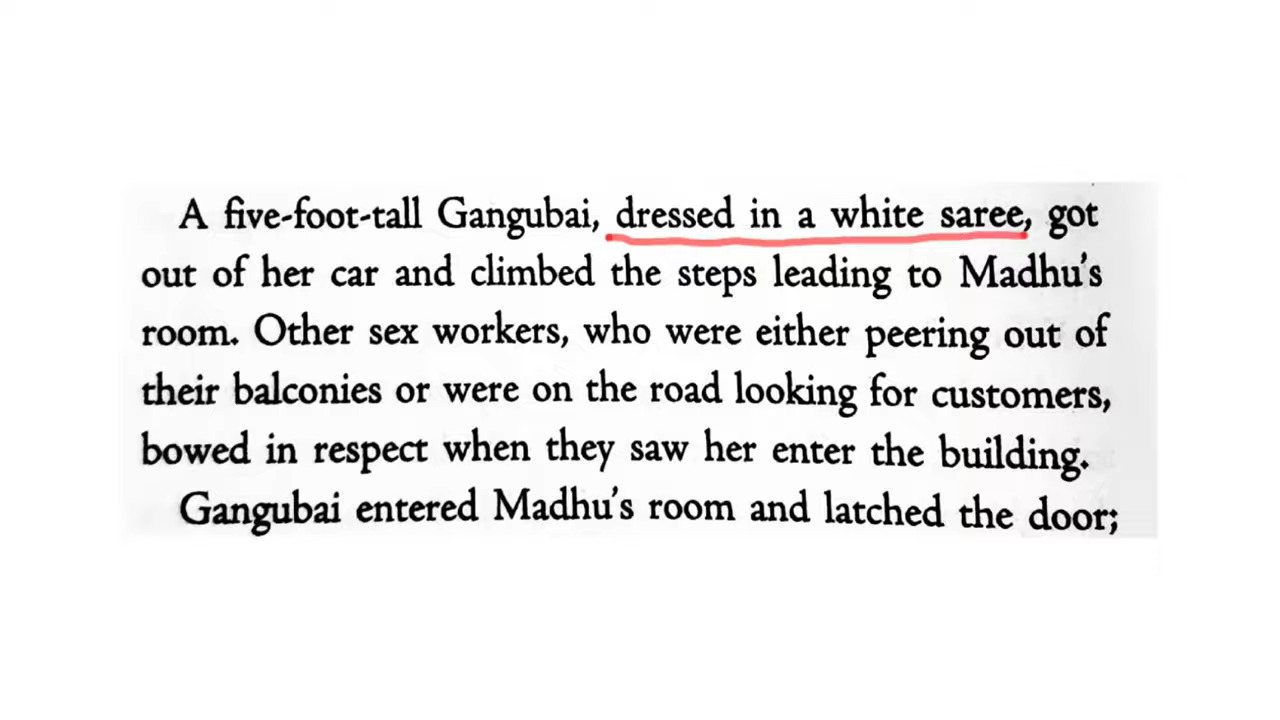 A five-foot-tall Gangubai, dressed in a white saree, got
out of her car and climbed the steps leading to Madhu's
room. Other sex workers, who were either peering out of
their balconies or were on the road looking for customers,
bowed in respect when they saw her enter the building.
Gangubai entered Madhu's room and latched the door;